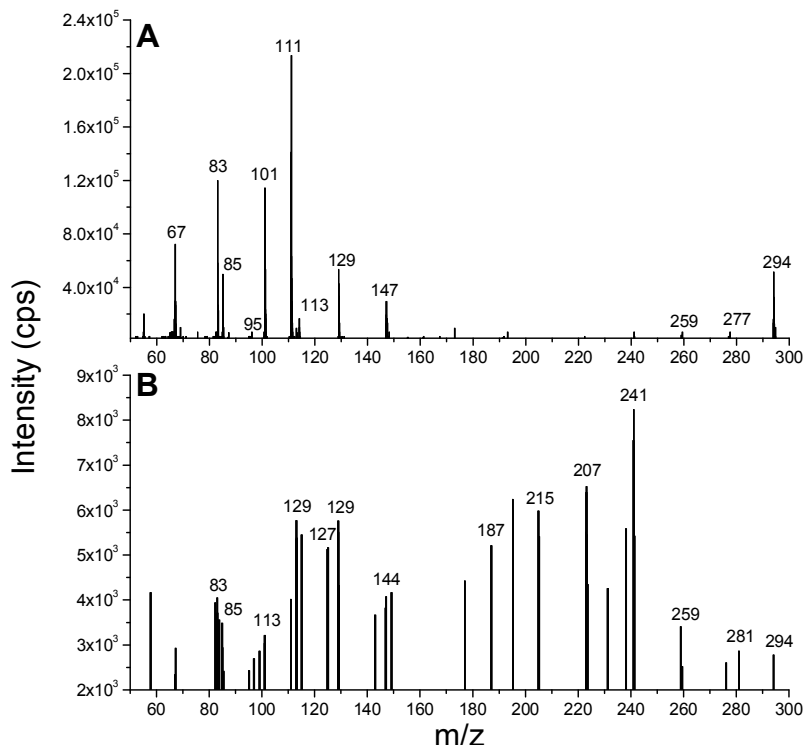 A
2.4x10⁵
2.0x10⁵
1.6x10⁵
1.2x10⁵
8.0x10⁴
4.0x10⁴
111
83
101
67
85
95
129
113
147
294
259
277
60 80 100 120 140 160 180 200 220 240 260 280 300
Intensity (cps)
B
9x10³
8x10³
7x10³
6x10³
5x10³
4x10³
3x10³
2x10³
241
207
129
129
215
127
187
83
85
144
113
259
281
294
60 80 100 120 140 160 180 200 220 240 260 280 300
m/z